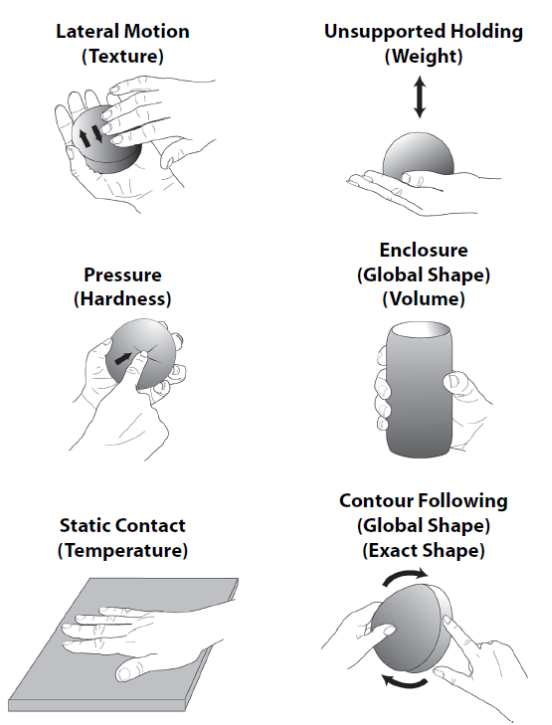 Lateral Motion
(Texture)
Unsupported Holding
(Weight)
Pressure
(Hardness)
Enclosure
(Global Shape)
(Volume)
Static Contact
(Temperature)
Contour Following
(Global Shape)
(Exact Shape)